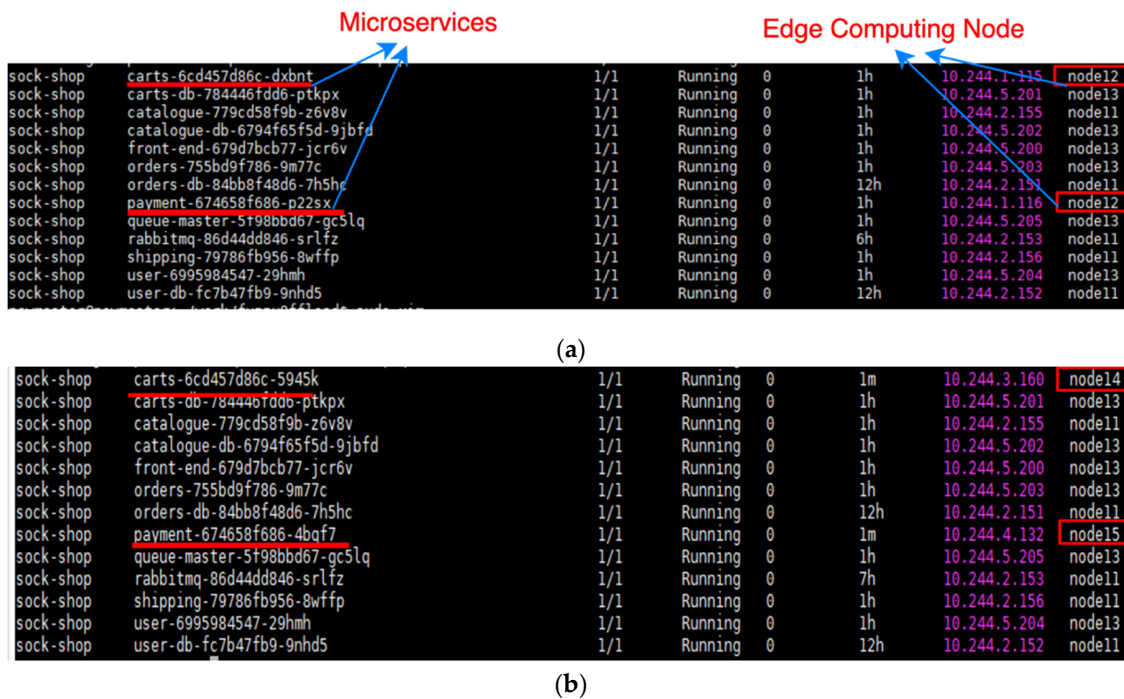 Microservices
Edge Computing Node
sock-shop carts-6cd457d86c-dxbnt 1/1 Running 0 1h 10.244.1.115 node12
sock-shop carts-db-784446fdd6-ptkpx 1/1 Running 0 1h 10.244.5.201 node13
sock-shop catalogue-779cd58f9b-z6v8v 1/1 Running 0 1h 10.244.2.155 node11
sock-shop catalogue-db-6794f65f5d-9jbfd 1/1 Running 0 1h 10.244.5.202 node13
sock-shop front-end-679d7bcb77-jcr6v 1/1 Running 0 1h 10.244.5.200 node13
sock-shop orders-755bd9f786-9m77c 1/1 Running 0 1h 10.244.5.203 node13
sock-shop orders-db-84bb8f48d6-7h5hc 1/1 Running 0 12h 10.244.2.151 node11
sock-shop payment-674658f686-p22sx 1/1 Running 0 1h 10.244.1.116 node12
sock-shop queue-master-5f98bbd67-gc5lq 1/1 Running 0 1h 10.244.5.205 node13
sock-shop rabbitmq-86d44dd846-srlfz 1/1 Running 0 6h 10.244.2.153 node11
sock-shop shipping-79786fb956-8wffp 1/1 Running 0 1h 10.244.2.156 node11
sock-shop user-6995984547-29hmh 1/1 Running 0 1h 10.244.5.204 node13
sock-shop user-db-fc7b47fb9-9nhd5 1/1 Running 0 12h 10.244.2.152 node11
(a)
sock-shop carts-6cd457d86c-5945k 1/1 Running 0 1m 10.244.3.160 node14
sock-shop carts-db-784446fdd6-ptkpx 1/1 Running 0 1h 10.244.5.201 node13
sock-shop catalogue-779cd58f9b-z6v8v 1/1 Running 0 1h 10.244.2.155 node11
sock-shop catalogue-db-6794f65f5d-9jbfd 1/1 Running 0 1h 10.244.5.202 node13
sock-shop front-end-679d7bcb77-jcr6v 1/1 Running 0 1h 10.244.5.200 node13
sock-shop orders-755bd9f786-9m77c 1/1 Running 0 1h 10.244.5.203 node13
sock-shop orders-db-84bb8f48d6-7h5hc 1/1 Running 0 12h 10.244.2.151 node11
sock-shop payment-674658f686-4bqf7 1/1 Running 0 1m 10.244.4.132 node15
sock-shop queue-master-5f98bbd67-gc5lq 1/1 Running 0 1h 10.244.5.205 node13
sock-shop rabbitmq-86d44dd846-srlfz 1/1 Running 0 7h 10.244.2.153 node11
sock-shop shipping-79786fb956-8wffp 1/1 Running 0 1h 10.244.2.156 node11
sock-shop user-6995984547-29hmh 1/1 Running 0 1h 10.244.5.204 node13
sock-shop user-db-fc7b47fb9-9nhd5 1/1 Running 0 12h 10.244.2.152 node11
(b)